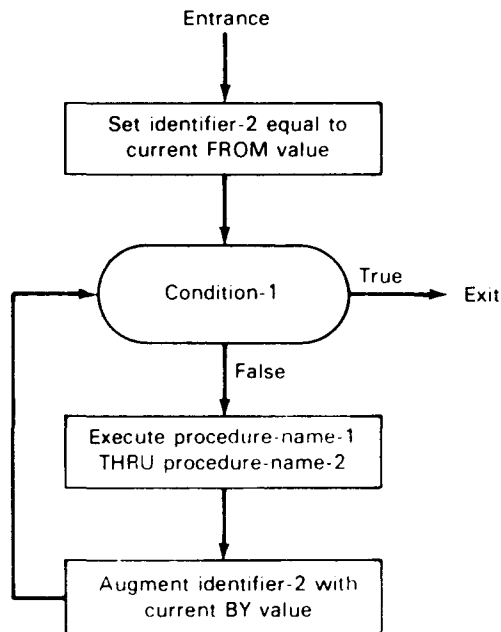 Entrance
Set identifier-2 equal to
current FROM value
Condition-1
True
Exit
False
Execute procedure-name-1
THRU procedure-name-2
Augment identifier-2 with
current BY value